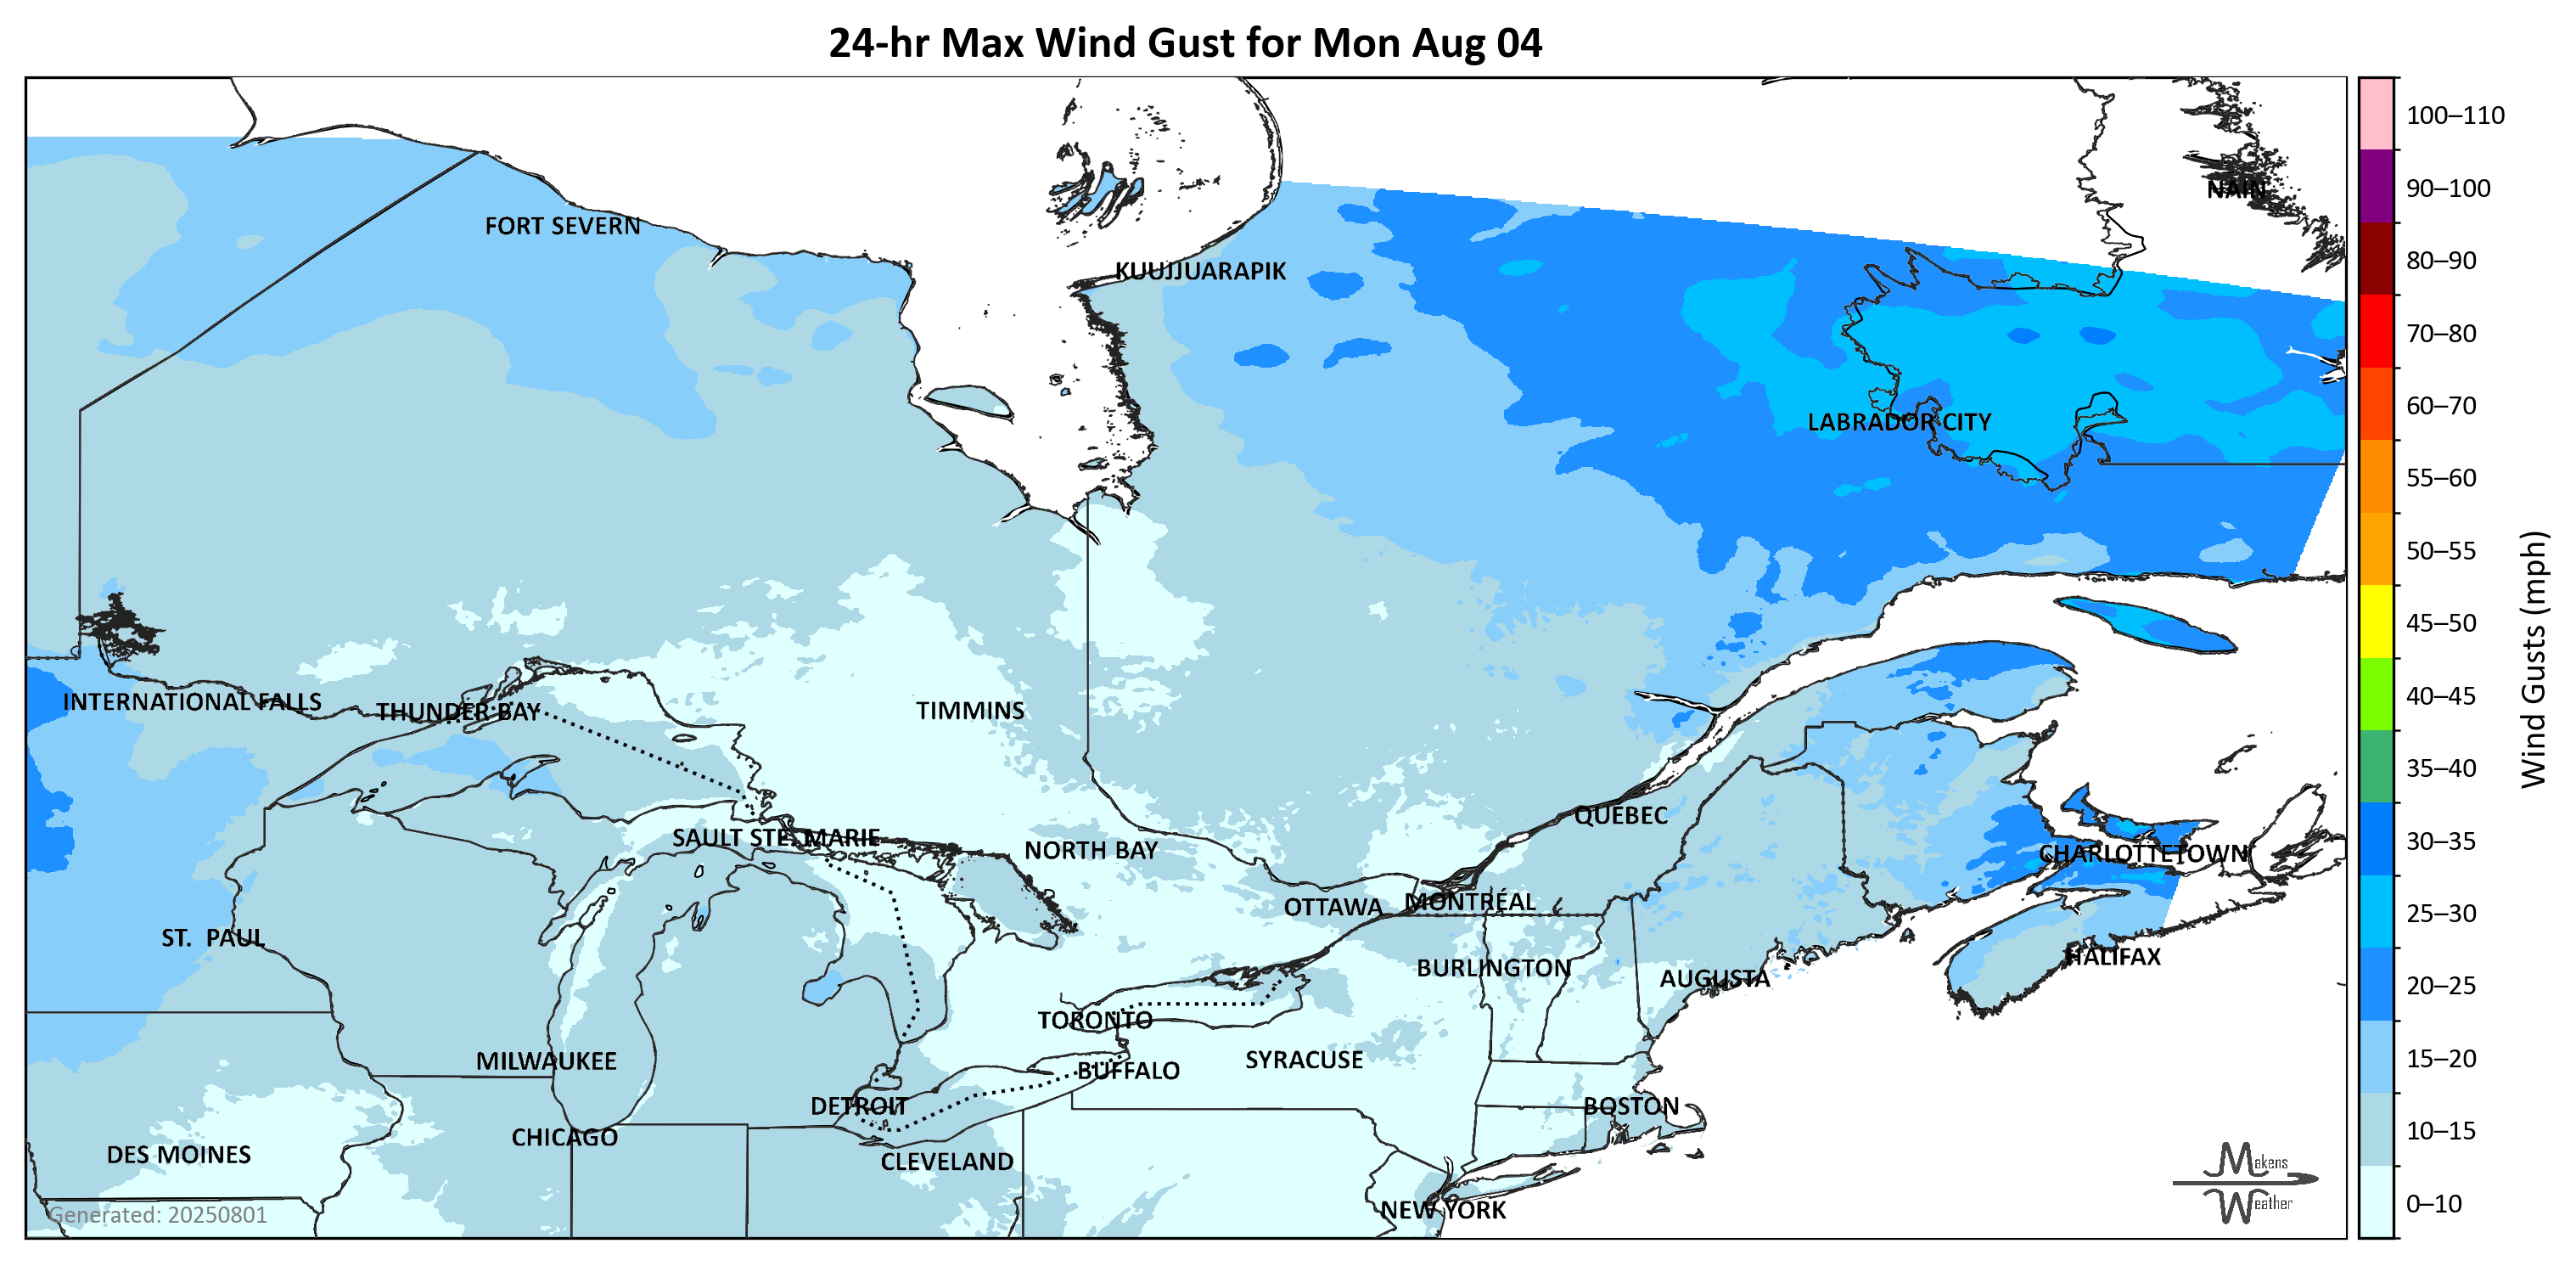 24-hr Max Wind Gust for Mon Aug 04
NAIN
FORT SEVERN
KUUJJUARAPIK
LABRADOR CITY
INTERNATIONAL FALLS
THUNDER BAY
TIMMINS
QUEBEC
SAULT STE. MARIE
NORTH BAY
CHARLOTTETOWN
OTTAWA
MONTRÉAL
ST.  PAUL
HALIFAX
BURLINGTON
AUGUSTA
TORONTO
MILWAUKEE
BUFFALO
SYRACUSE
DETROIT
BOSTON
CHICAGO
DES MOINES
CLEVELAND
NEW YORK
Generated: 20250801
Makens
Weather
100–110
90–100
80–90
70–80
60–70
55–60
50–55
45–50
40–45
35–40
30–35
25–30
20–25
15–20
10–15
0–10
Wind Gusts (mph)